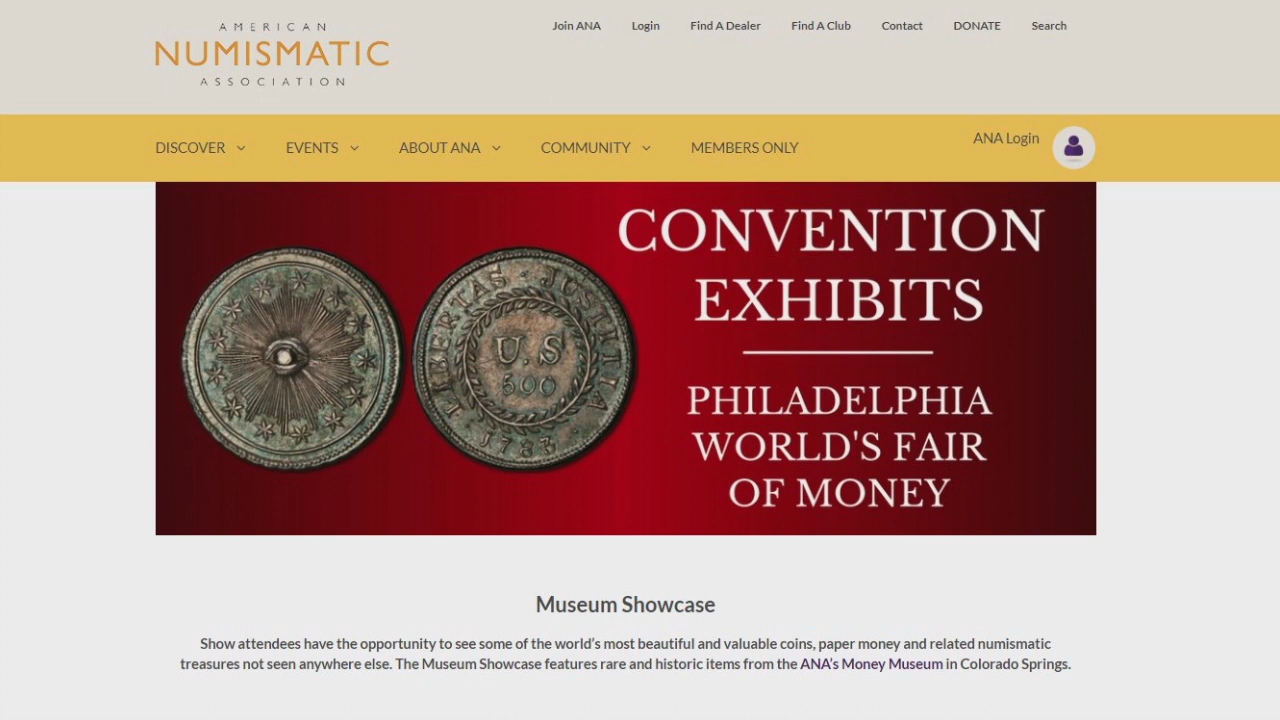 AMERICAN
NUMISMATIC
ASSOCIATION
Join ANA Login Find A Dealer Find A Club Contact DONATE Search
DISCOVER EVENTS ABOUT ANA COMMUNITY MEMBERS ONLY ANA Login
CONVENTION
EXHIBITS
PHILADELPHIA
WORLD'S FAIR
OF MONEY
LIBERTAS · JUSTITIA
U.S
500
· 1783 ·
Museum Showcase
Show attendees have the opportunity to see some of the world’s most beautiful and valuable coins, paper money and related numismatic
treasures not seen anywhere else. The Museum Showcase features rare and historic items from the ANA’s Money Museum in Colorado Springs.